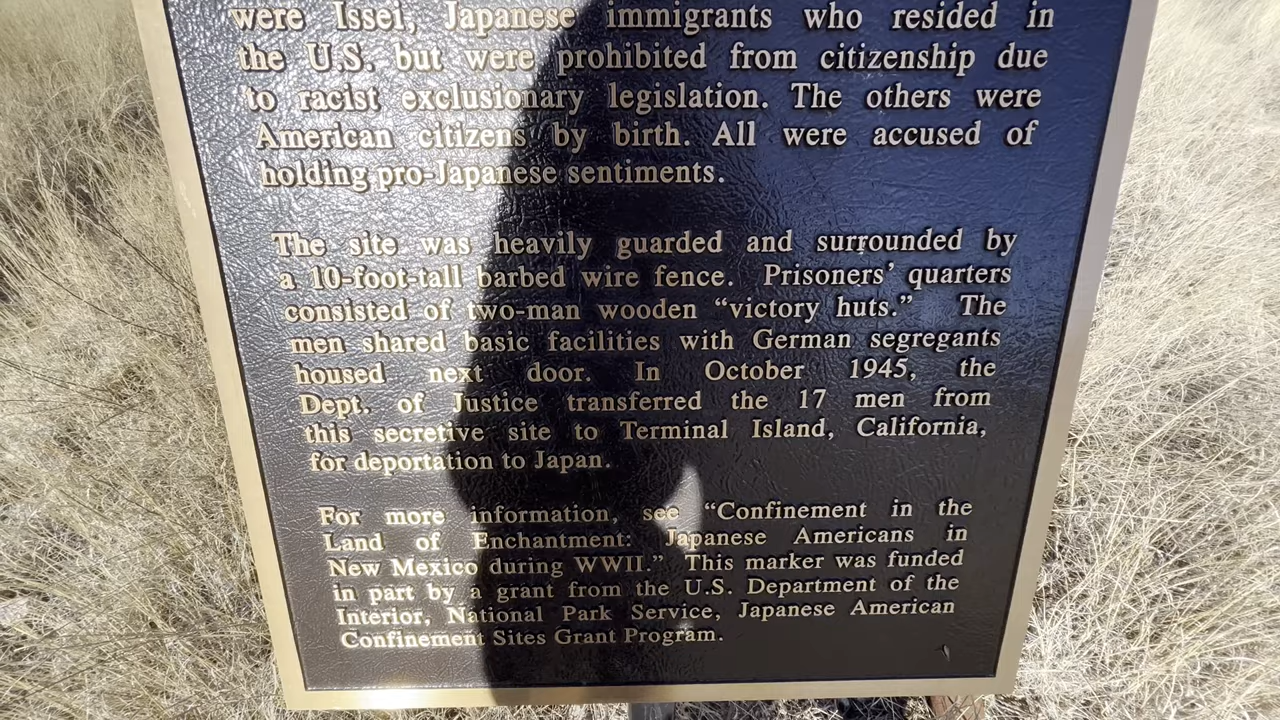 were Issei, Japanese immigrants who resided in
the U.S. but were prohibited from citizenship due
to racist exclusionary legislation. The others were
American citizens by birth. All were accused of
holding pro-Japanese sentiments.
The site was heavily guarded and surrounded by
a 10-foot-tall barbed wire fence. Prisoners' quarters
consisted of two-man wooden “victory huts.” The
men shared basic facilities with German segregants
housed next door. In October 1945, the
Dept. of Justice transferred the 17 men from
this secretive site to Terminal Island, California,
for deportation to Japan.
For more information, see “Confinement in the
Land of Enchantment: Japanese Americans in
New Mexico during WWII.” This marker was funded
in part by a grant from the U.S. Department of the
Interior, National Park Service, Japanese American
Confinement Sites Grant Program.